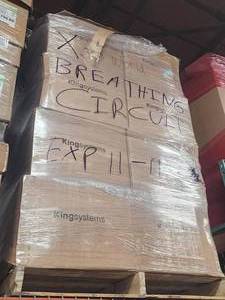 X
BREATHING
CIRCUIT
Kingsystems
EXP 11-11
Kingsystems